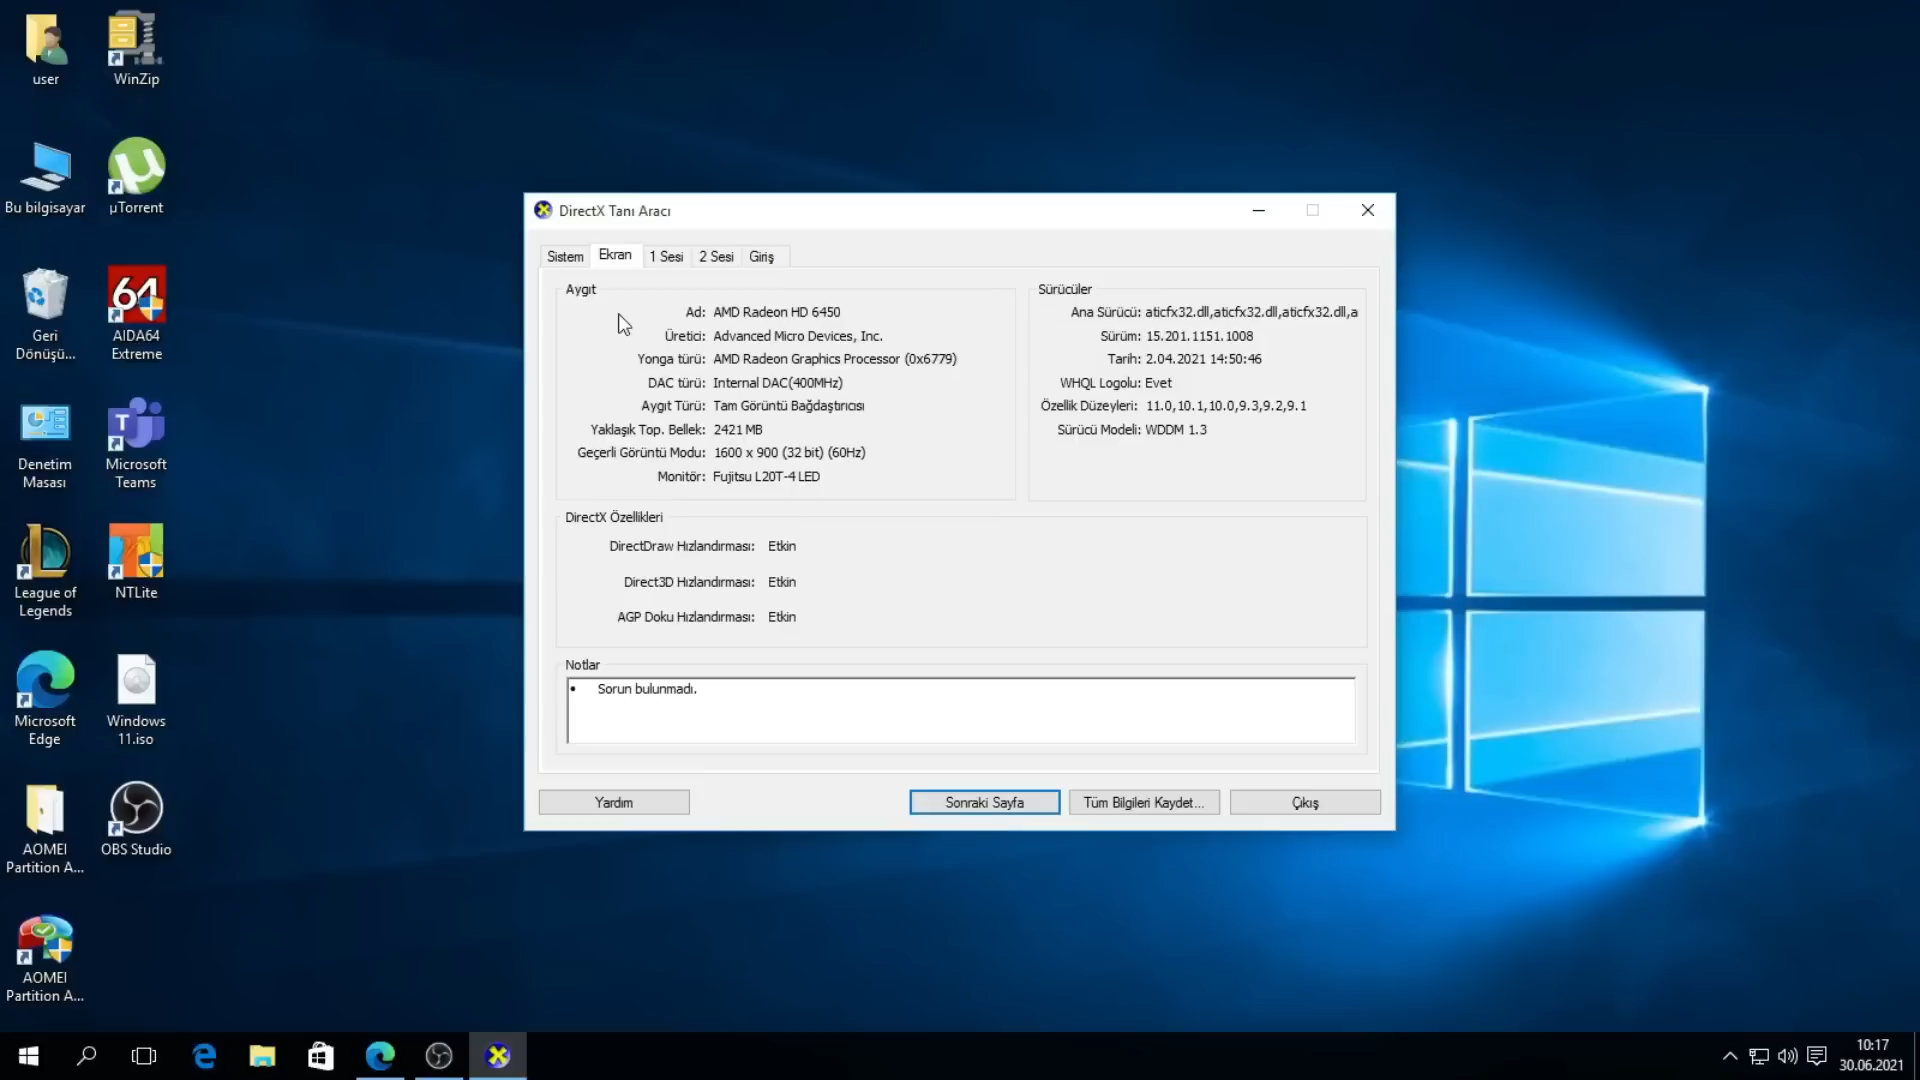 user
WinZip
Bu bilgisayar
µTorrent
Geri
Dönüşü...
AIDA64
Extreme
64
Denetim
Masası
Microsoft
Teams
League of
Legends
NTLite
Microsoft
Edge
Windows
11.iso
AOMEI
Partition A...
OBS Studio
AOMEI
Partition A...
DirectX Tanı Aracı
Sistem
Ekran
1 Sesi
2 Sesi
Giriş
Aygıt
Ad: AMD Radeon HD 6450
Üretici: Advanced Micro Devices, Inc.
Yonga türü: AMD Radeon Graphics Processor (0x6779)
DAC türü: Internal DAC(400MHz)
Aygıt Türü: Tam Görüntü Bağdaştırıcısı
Yaklaşık Top. Bellek: 2421 MB
Geçerli Görüntü Modu: 1600 x 900 (32 bit) (60Hz)
Monitör: Fujitsu L20T-4 LED
Sürücüler
Ana Sürücü: aticfx32.dll,aticfx32.dll,aticfx32.dll,a
Sürüm: 15.201.1151.1008
Tarih: 2.04.2021 14:50:46
WHQL Logolu: Evet
Özellik Düzeyleri: 11.0,10.1,10.0,9.3,9.2,9.1
Sürücü Modeli: WDDM 1.3
DirectX Özellikleri
DirectDraw Hızlandırması: Etkin
Direct3D Hızlandırması: Etkin
AGP Doku Hızlandırması: Etkin
Notlar
• Sorun bulunmadı.
Yardım
Sonraki Sayfa
Tüm Bilgileri Kaydet...
Çıkış
10:17
30.06.2021